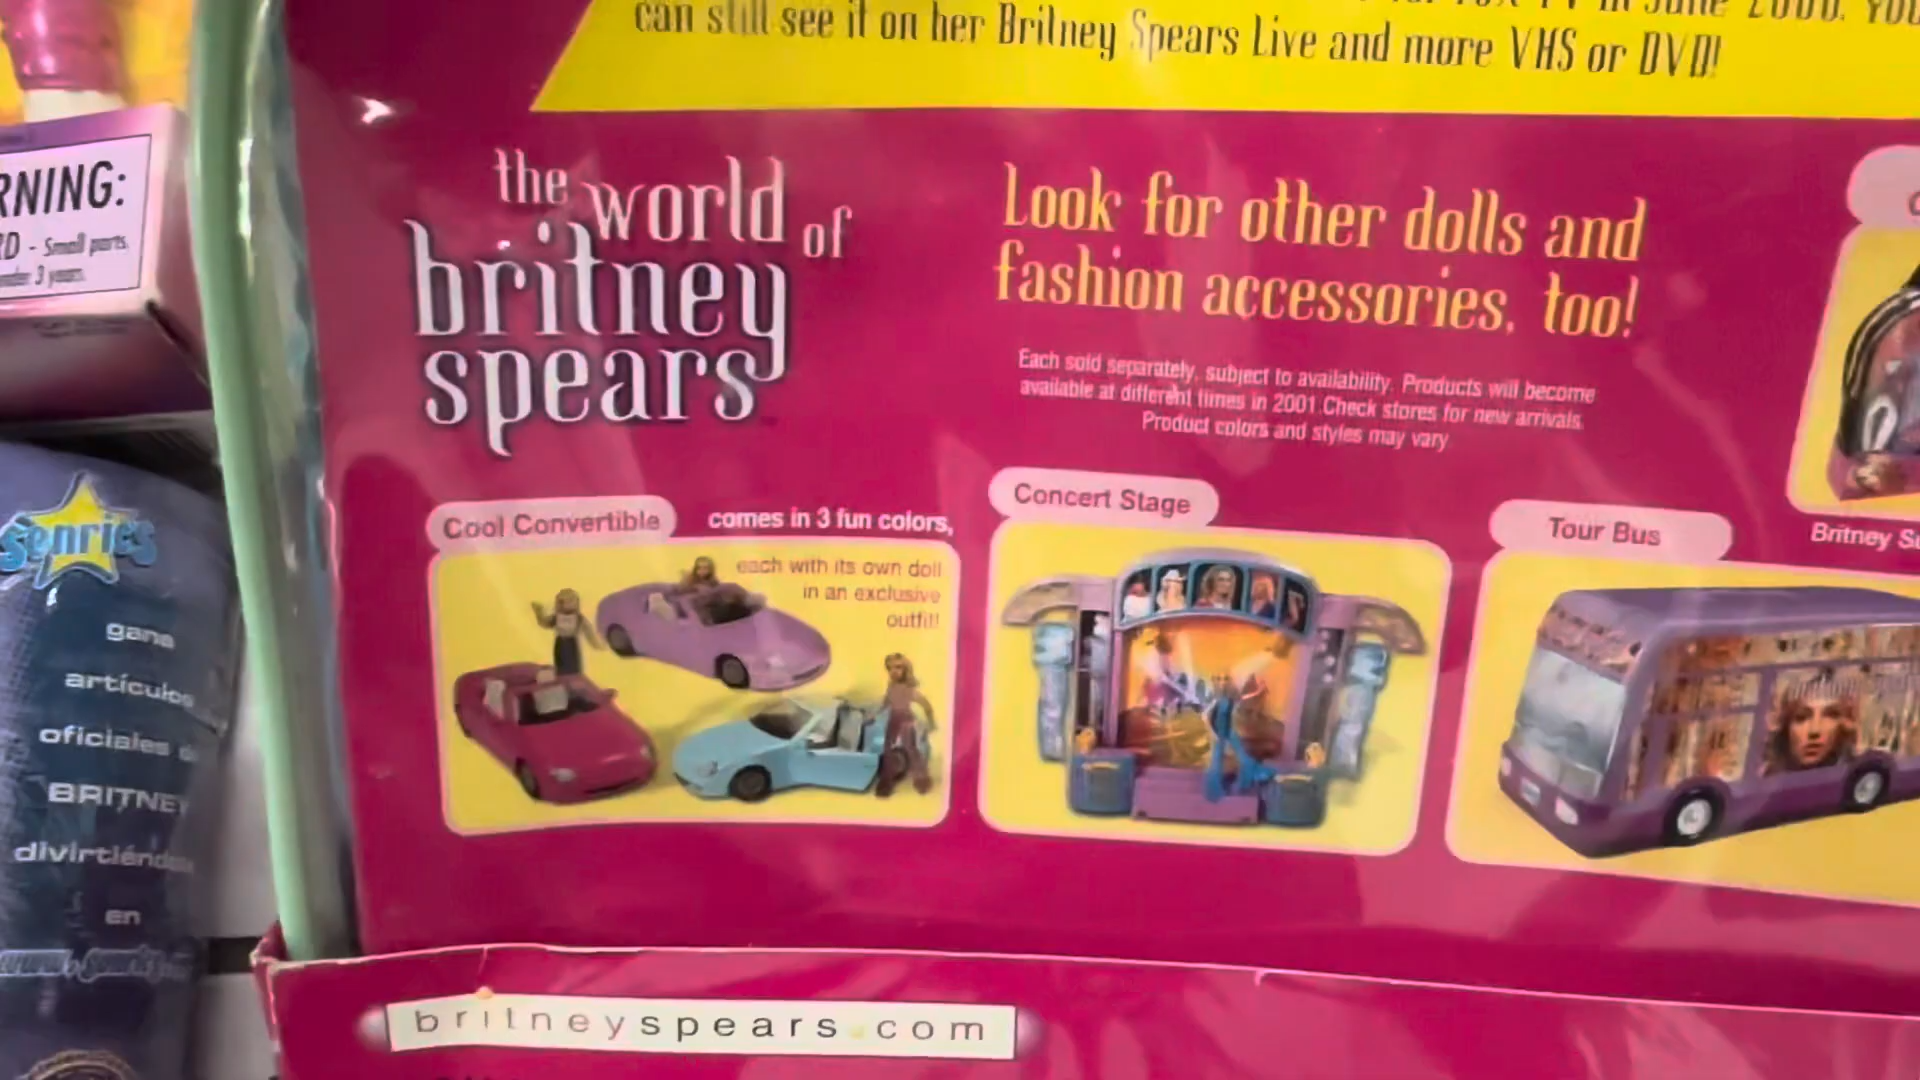 can still see it on her Britney Spears Live and more VHS or DVD!
the world of
britney
spears
Look for other dolls and
fashion accessories, too!
Each sold separately, subject to availability. Products will become
available at different times in 2001. Check stores for new arrivals.
Product colors and styles may vary
Cool Convertible
comes in 3 fun colors,
each with its own doll
in an exclusive
outfit!
Concert Stage
Tour Bus
Britney
britneyspears.com
RNING:
RD - Small parts.
under 3 years.
Senrics
gana
artículos
oficiales
BRITNEY
en